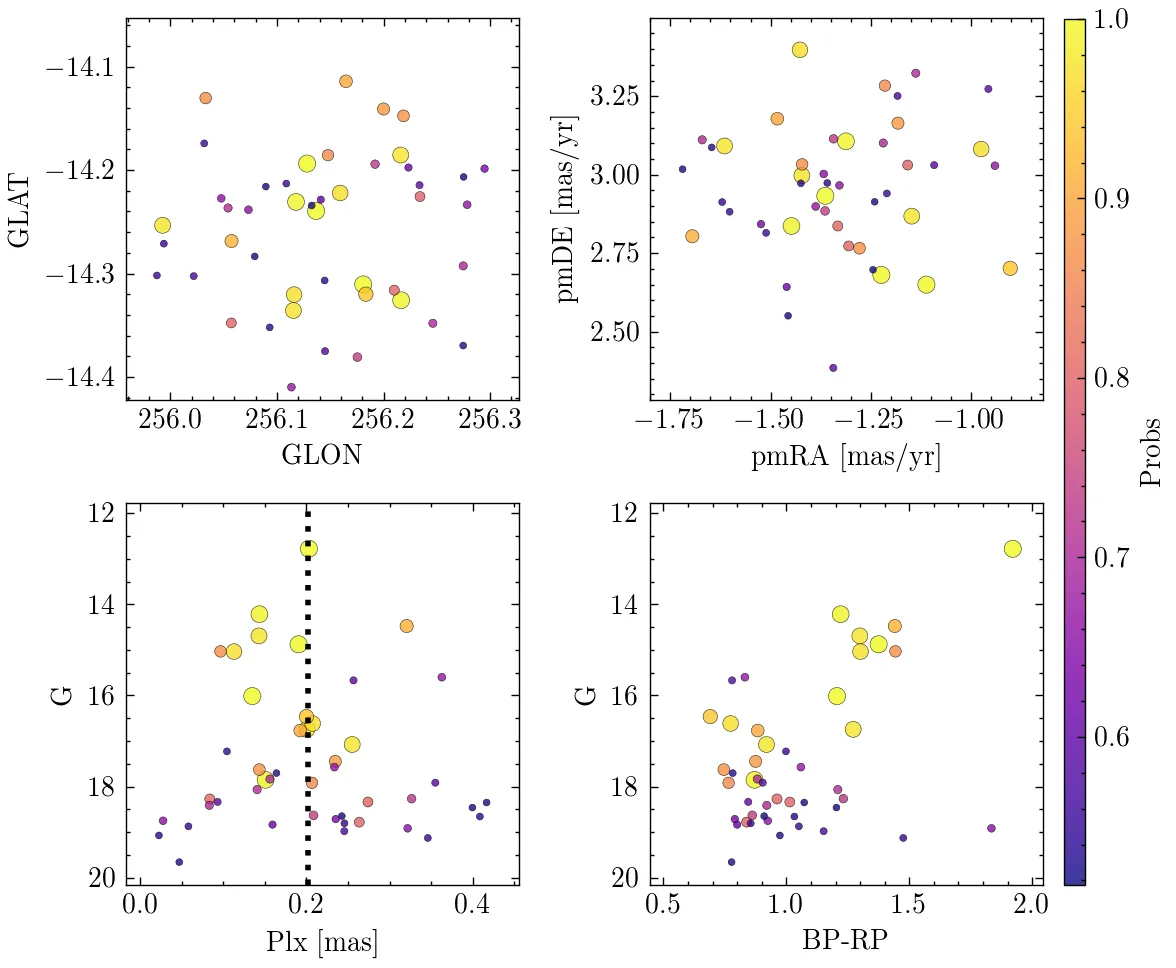 −14.1
−14.2
−14.3
−14.4
GLAT
256.0 256.1 256.2 256.3
GLON
3.25
3.00
2.75
2.50
pmDE [mas/yr]
−1.75 −1.50 −1.25 −1.00
pmRA [mas/yr]
1.0
0.9
0.8
0.7
0.6
Probs
12
14
16
18
20
G
0.0 0.2 0.4
Plx [mas]
12
14
16
18
20
G
0.5 1.0 1.5 2.0
BP-RP